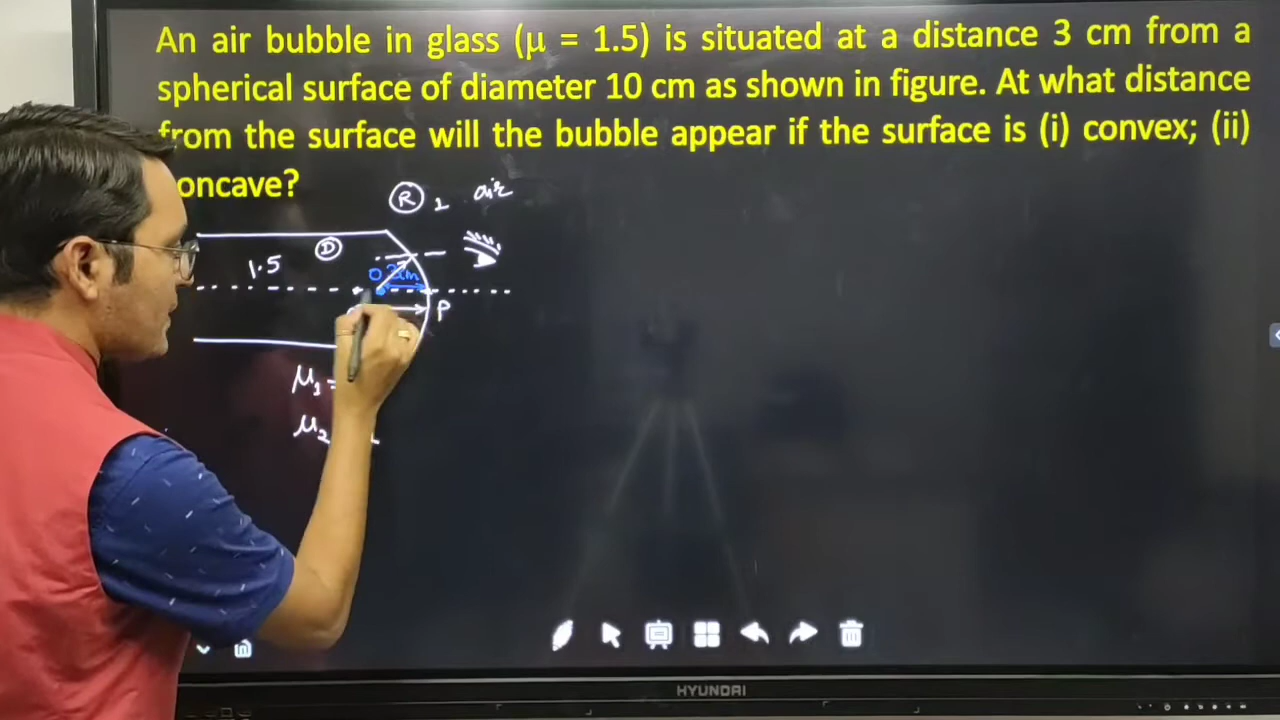 An air bubble in glass (μ = 1.5) is situated at a distance 3 cm from a
spherical surface of diameter 10 cm as shown in figure. At what distance
from the surface will the bubble appear if the surface is (i) convex; (ii)
oncave?
R 1 air
D
1.5
O 3cm
P
μ1 =
μ2
HYUNDAI